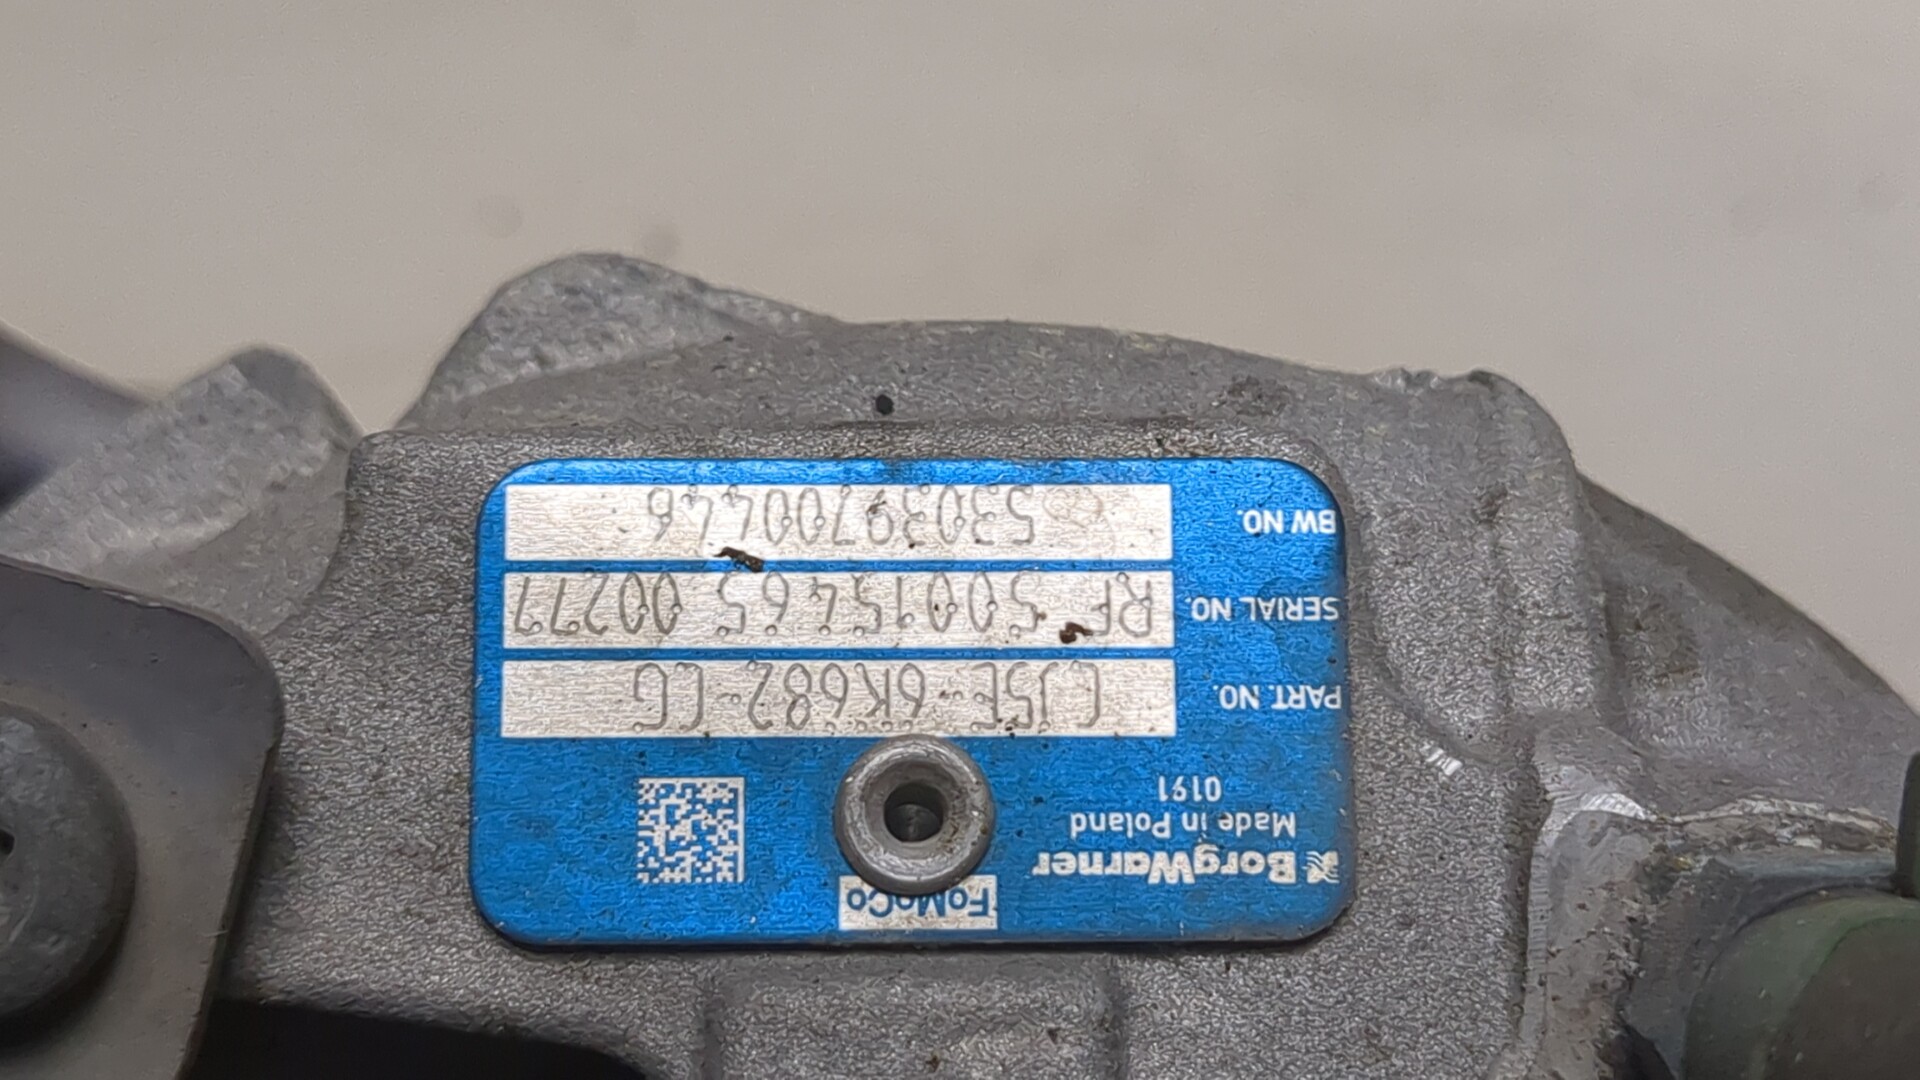 FoMoCo
BorgWarner
Made in Poland
0191
PART. NO. CJ5E-6K682-CG
SERIAL NO. RF 50015465 00277
BW NO. 53039700446